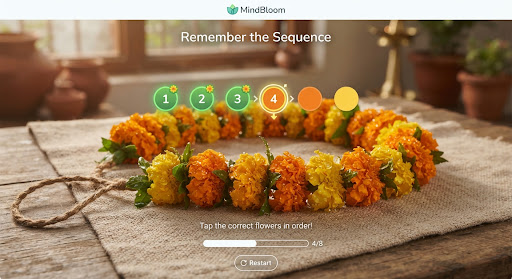 MindBloom
Remember the Sequence
1 2 3 4
Tap the correct flowers in order!
4/8
Restart